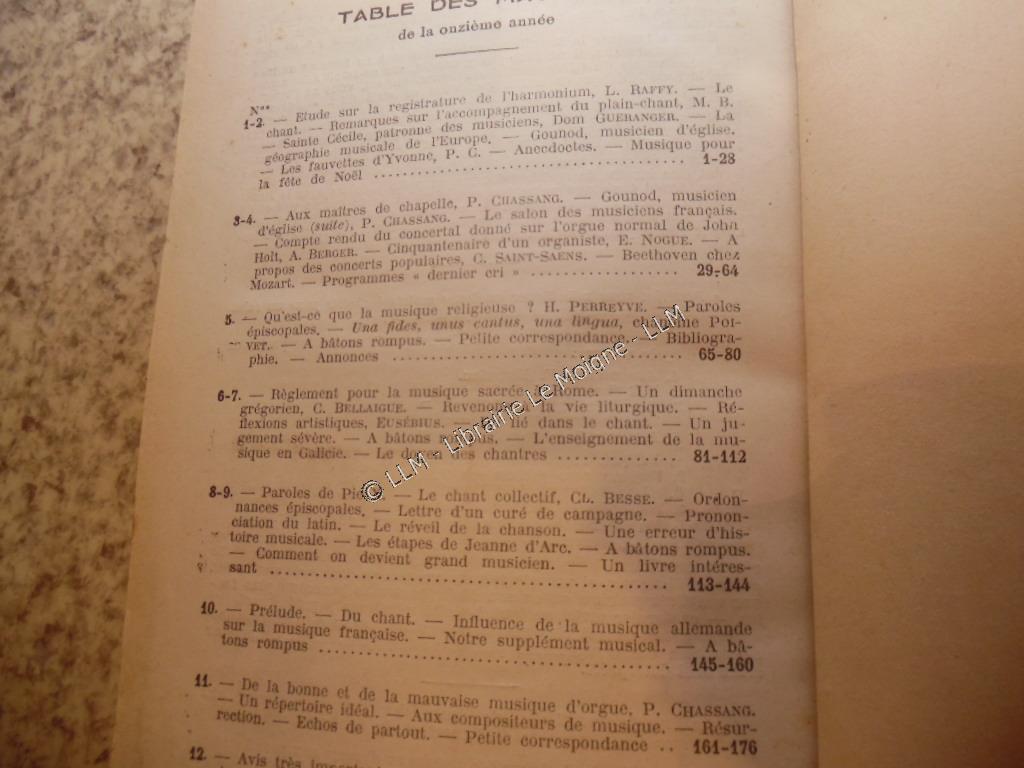 TABLE DES
de la onzième année
Nos
1-2. — Etude sur la registrature de l'harmonium, L. RAFFY. — Le
chant. — Remarques sur l'accompagnement du plain-chant, M. B.
— Sainte Cécile, patronne des musiciens, Dom GUERANGER. — La
géographie musicale de l'Europe. — Gounod, musicien d'église.
— Les fauvettes d'Yvonne, P. C. — Anecdoctes. — Musique pour
la fête de Noël 1-28
3-4. — Aux maîtres de chapelle, P. CHASSANG. — Gounod, musicien
d'église (suite), P. CHASSANG. — Le salon des musiciens français.
— Compte rendu du concertal donné sur l'orgue normal de John
Holt, A. BERGER. — Cinquantenaire d'un organiste, E. NOGUE. — A
propos des concerts populaires, C. SAINT-SAENS. — Beethoven chez
Mozart. — Programmes « dernier cri » 29-64
5. — Qu'est-ce que la musique religieuse ? H. PERREYVE. — Paroles
épiscopales. — Una fides, unus cantus, una lingua, chanoine POI-
VET. — A bâtons rompus. — Petite correspondance. — Bibliogra-
phie. — Annonces 65-80
6-7. — Règlement pour la musique sacrée à Rome. — Un dimanche
grégorien, C. BELLAIGUE. — la vie liturgique. — Ré-
flexions artistiques, EUSÉBIUS. — dans le chant. — Un ju-
gement sévère. — A bâtons — L'enseignement de la mu-
sique en Galicie. — Le doyen des chantres 81-112
8-9. — Paroles de — Le chant collectif, CL. BESSE. — Ordon-
nances épiscopales. — Lettre d'un curé de campagne. — Pronon-
ciation du latin. — Le réveil de la chanson. — Une erreur d'his-
toire musicale. — Les étapes de Jeanne d'Arc. — A bâtons rompus.
— Comment on devient grand musicien. — Un livre intéres-
sant 113-144
10. — Prélude. — Du chant. — Influence de la musique allemande
sur la musique française. — Notre supplément musical. — A bâ-
tons rompus 145-160
11. — De la bonne et de la mauvaise musique d'orgue, P. CHASSANG.
— Un répertoire idéal. — Aux compositeurs de musique. — Résur-
rection. — Echos de partout. — Petite correspondance .. 161-176
12. — Avis très
© LLM - Librairie Le Moigne - LLM